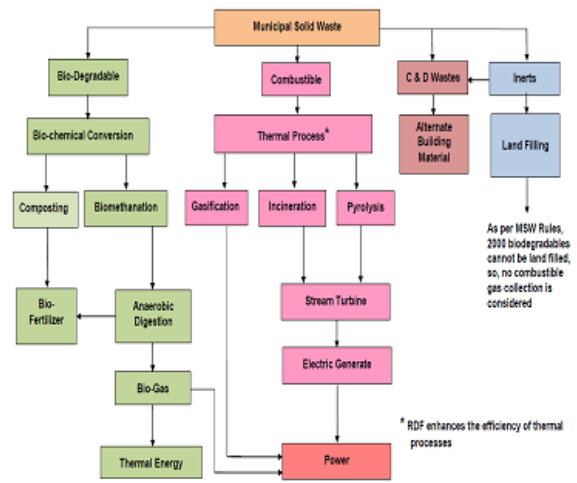 Municipal Solid Waste
Bio-Degradable
Combustible
C & D Wastes
Inerts
Bio-chemical Conversion
Thermal Process*
Alternate
Building
Material
Land Filling
Composting
Biomethanation
Gasification
Incineration
Pyrolysis
As per MSW Rules,
2000 biodegradables
cannot be land filled,
so, no combustible
gas collection is
considered
Bio-
Fertilizer
Anaerobic
Digestion
Stream Turbine
Electric Generate
Bio-Gas
* RDF enhances the efficiency of thermal
processes
Thermal Energy
Power